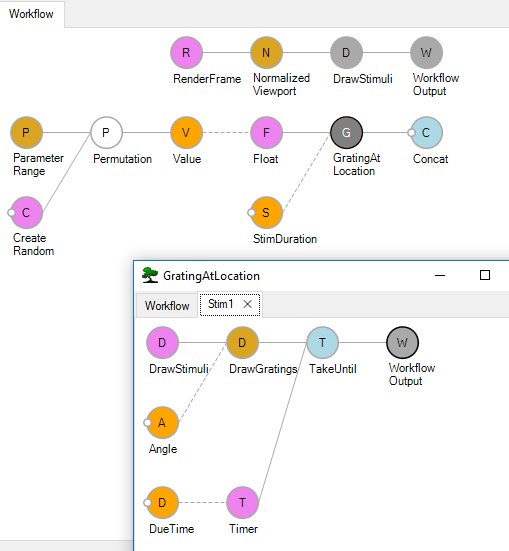 Workflow
R
N
D
W
RenderFrame
Normalized
Viewport
DrawStimuli
Workflow
Output
P
P
V
F
G
C
Parameter
Range
Permutation
Value
Float
GratingAt
Location
Concat
C
S
Create
Random
StimDuration
GratingAtLocation
Workflow
Stim1
D
D
T
W
DrawStimuli
DrawGratings
TakeUntil
Workflow
Output
A
Angle
D
T
DueTime
Timer